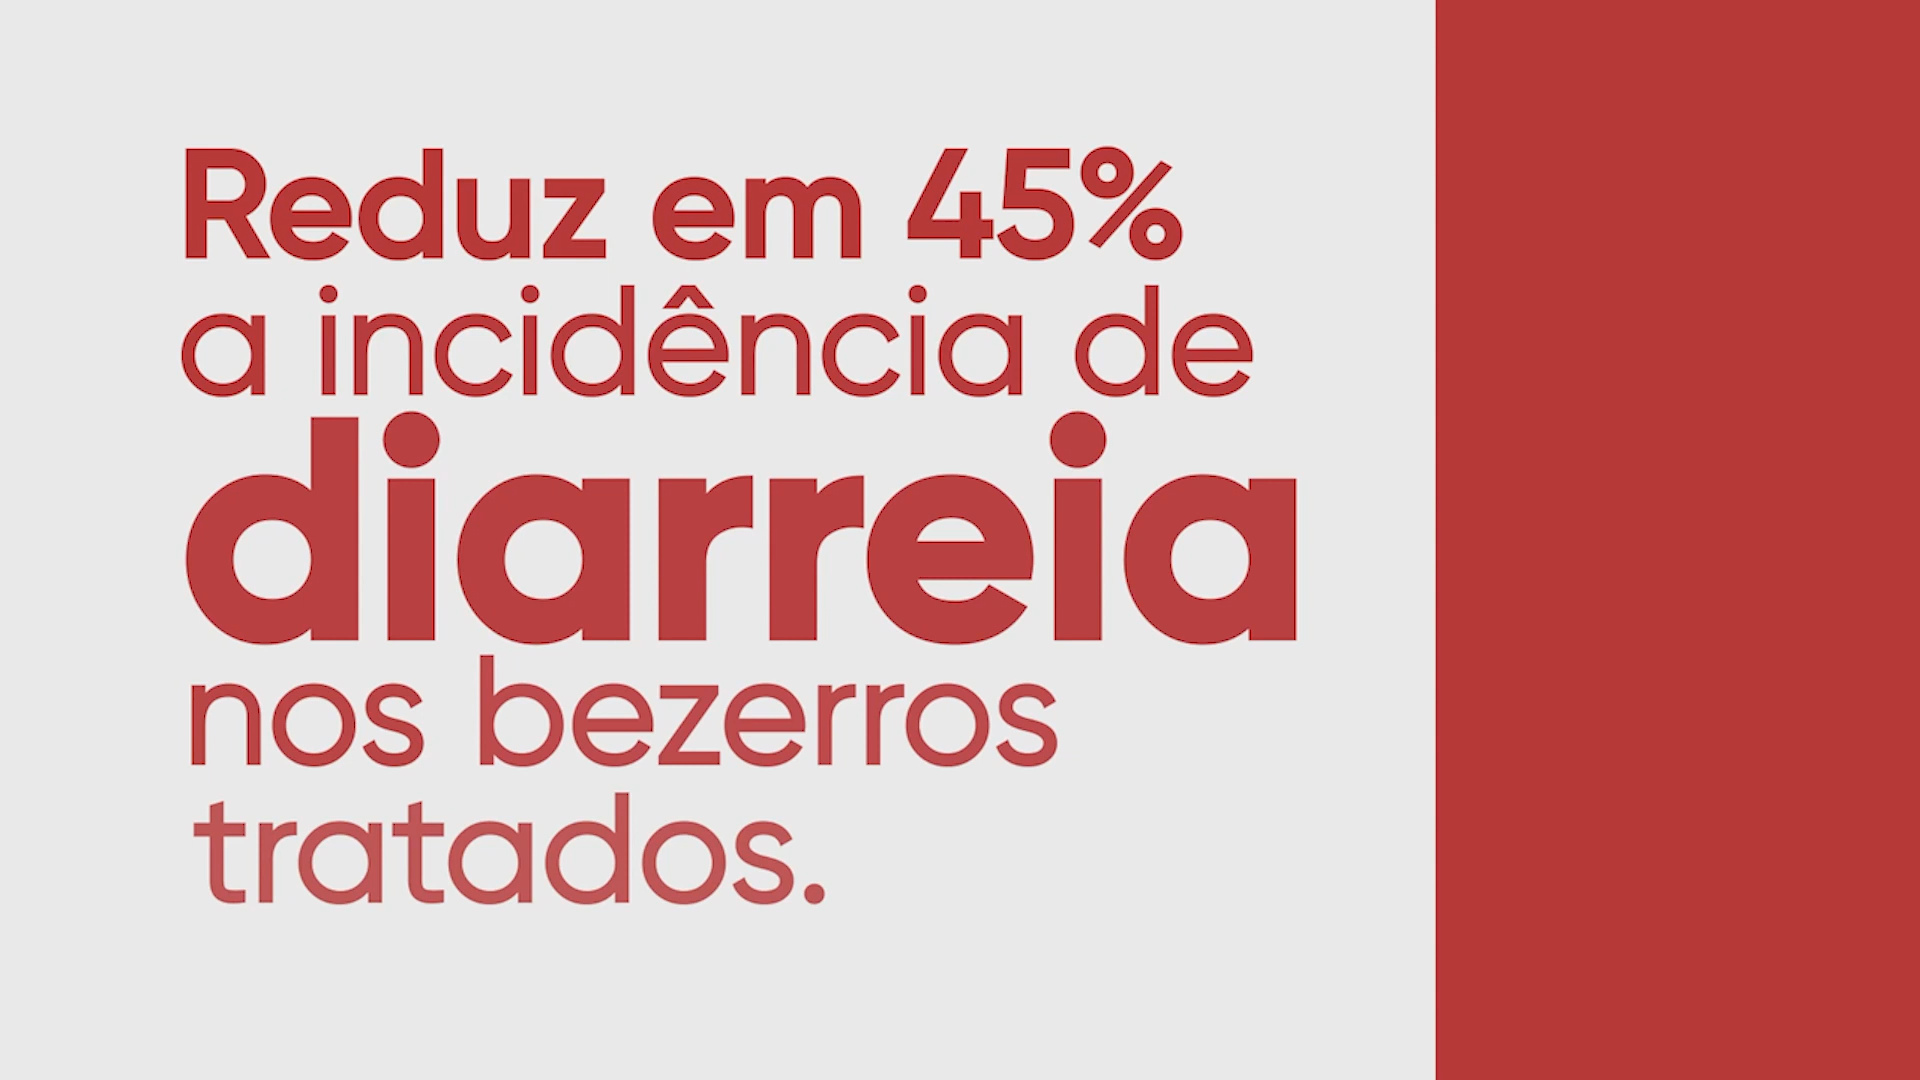 Reduz em 45%
a incidência de
diarreia
nos bezerros
tratados.